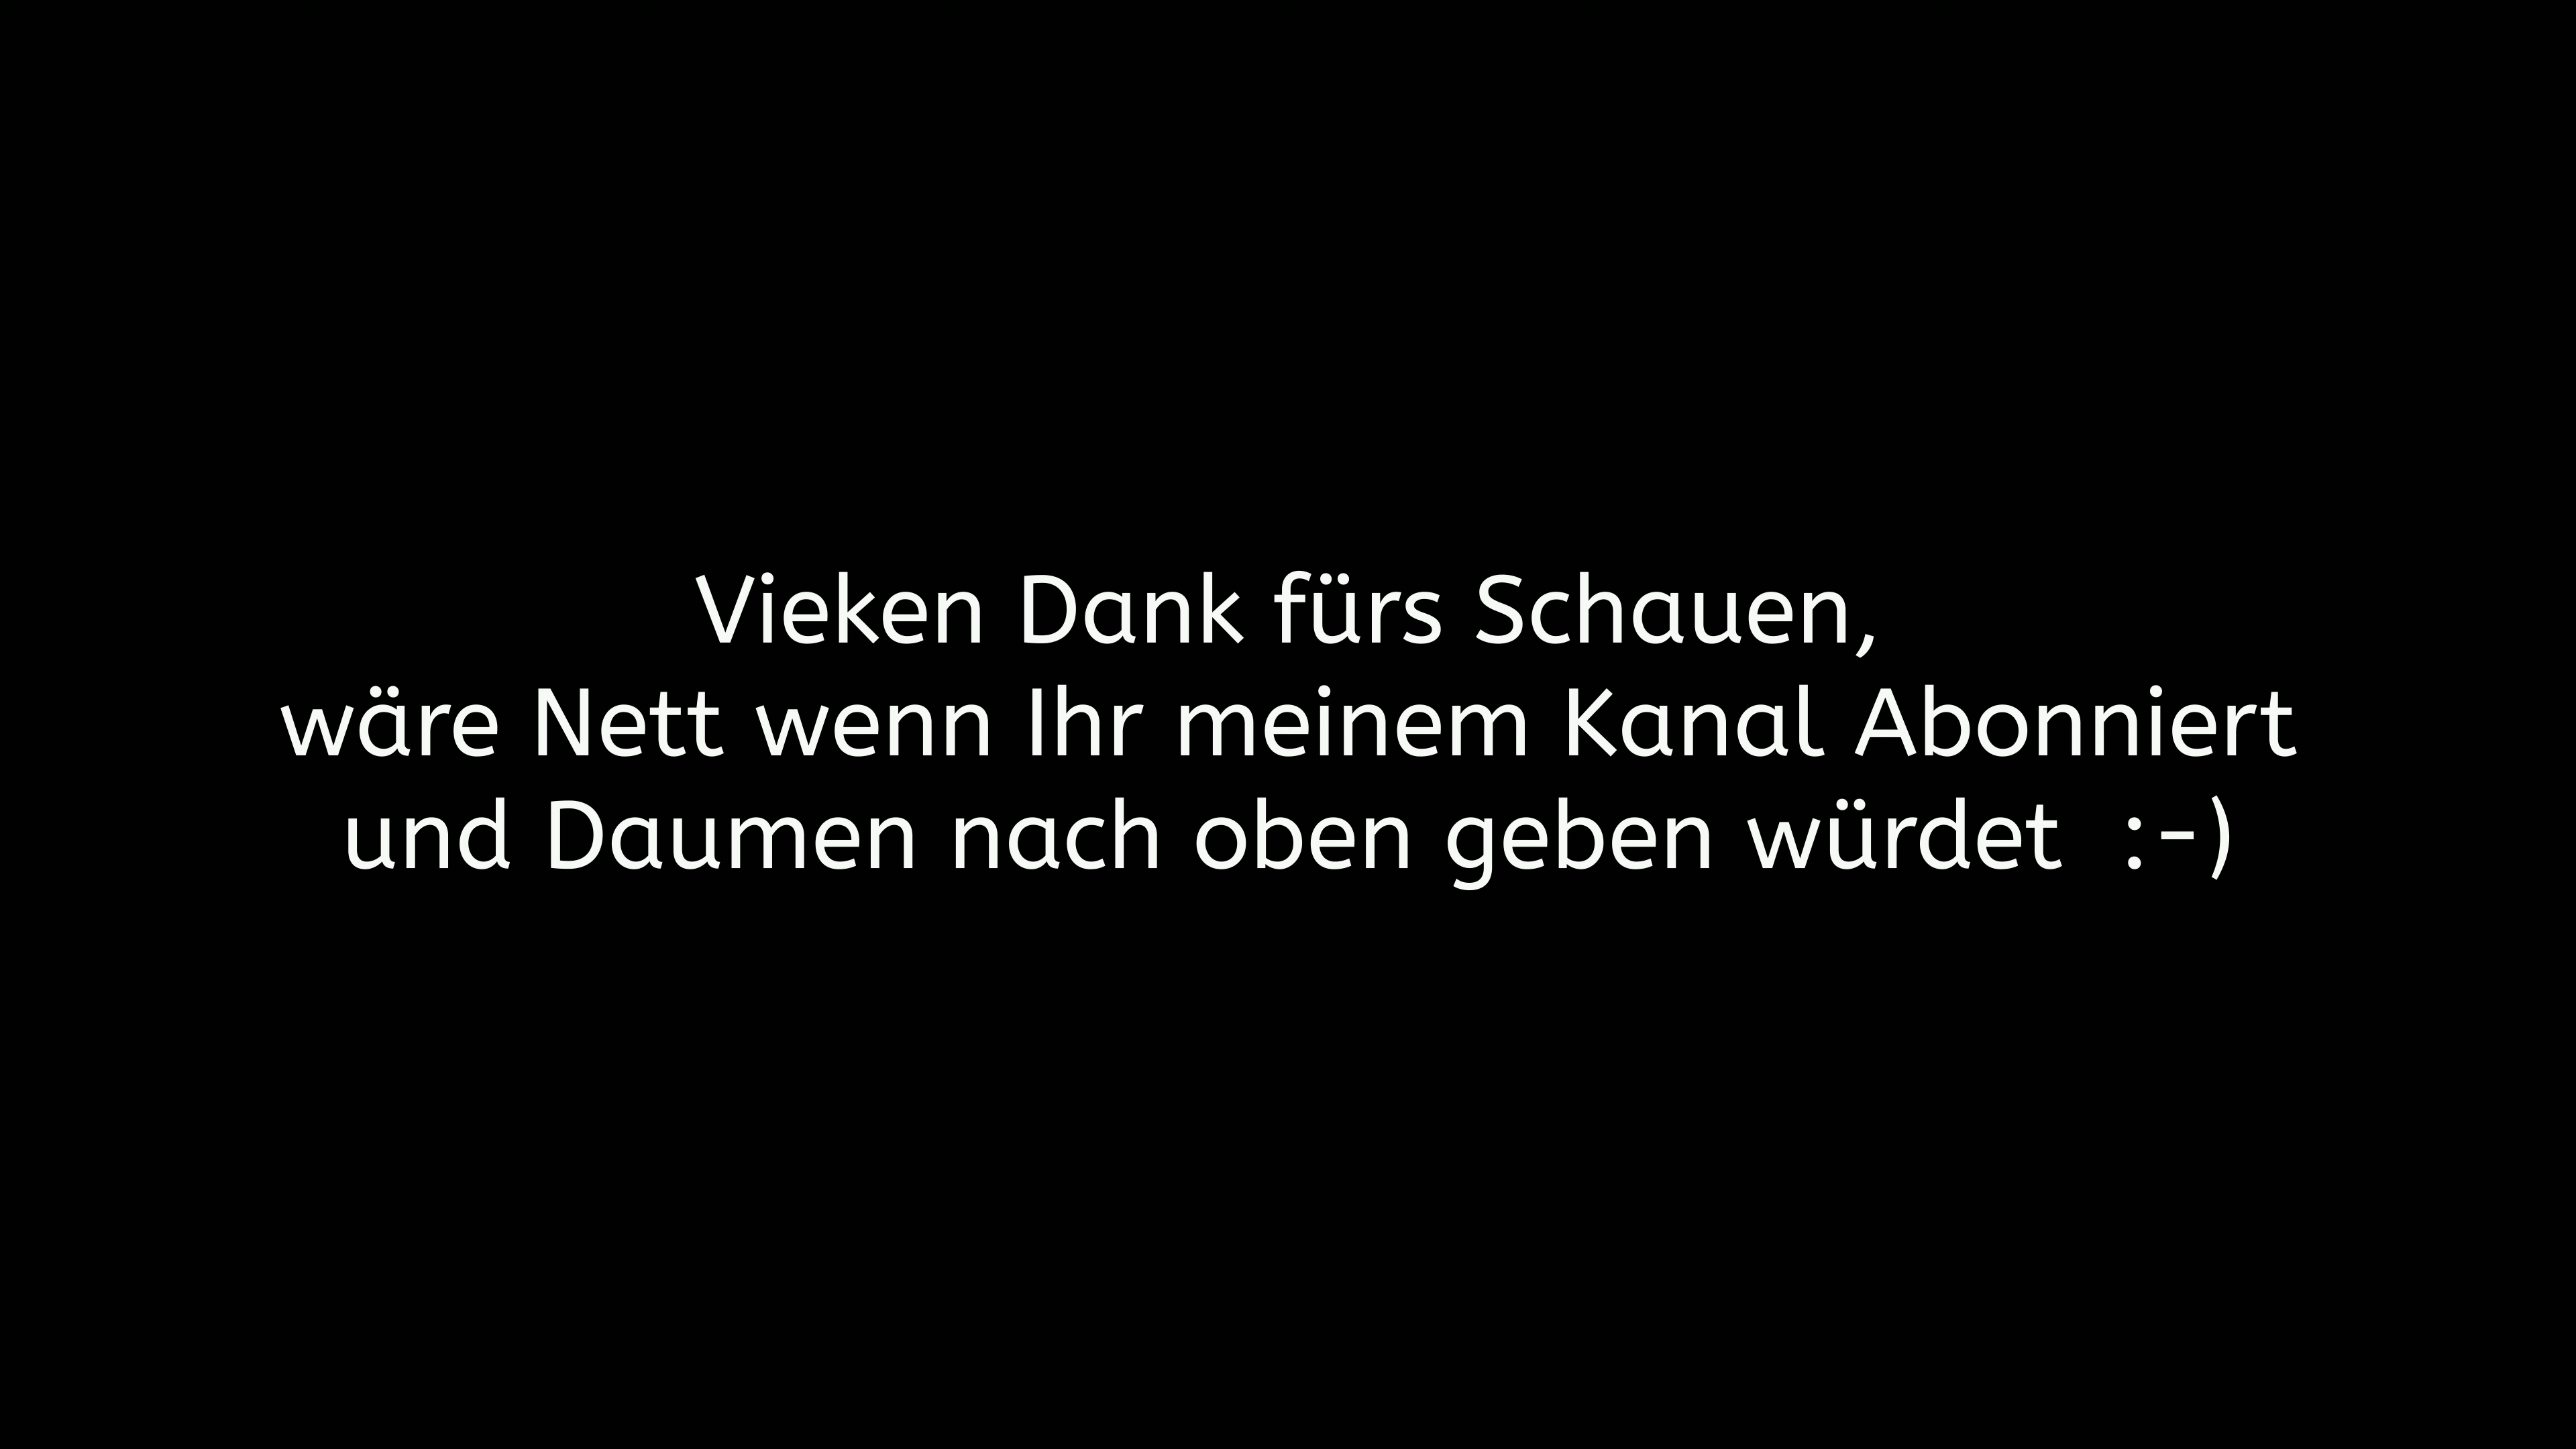 Vieken Dank fürs Schauen,
wäre Nett wenn Ihr meinem Kanal Abonniert
und Daumen nach oben geben würdet  :-)